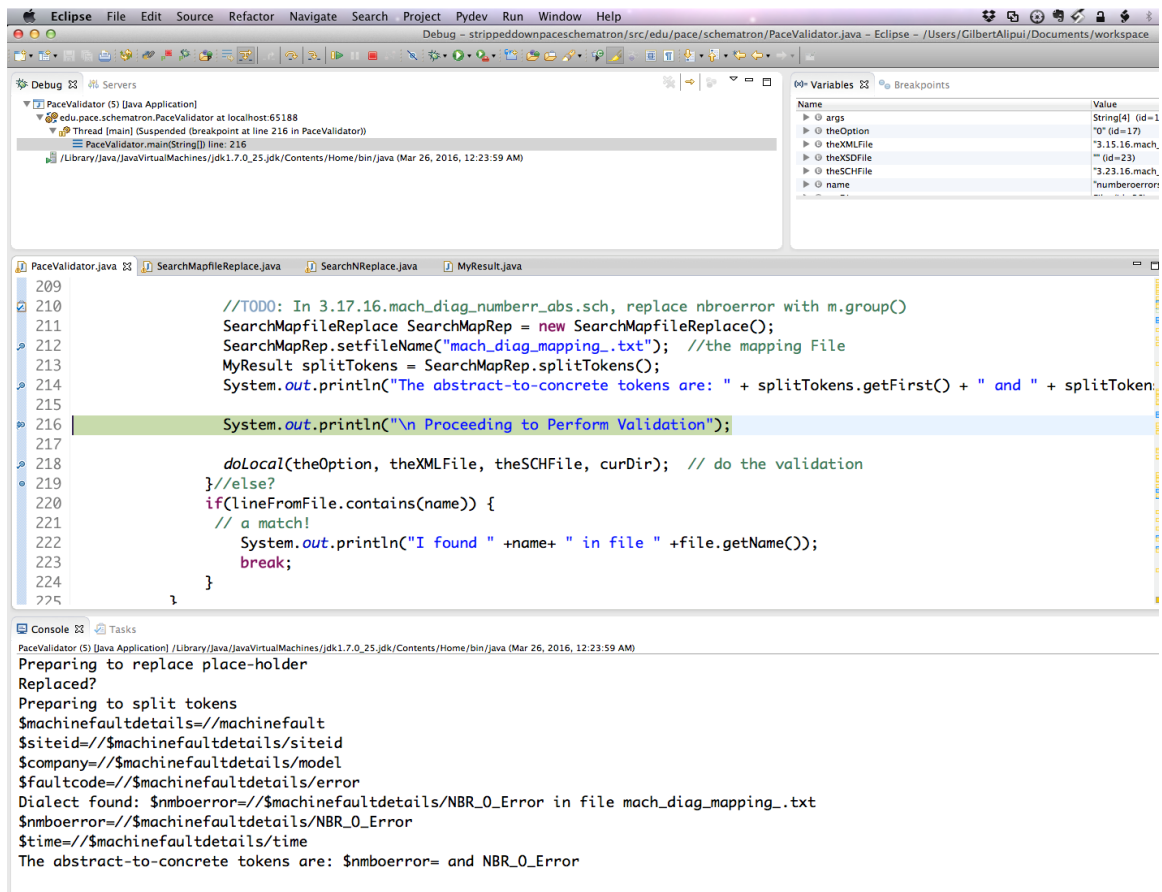 Eclipse File Edit Source Refactor Navigate Search Project Pydev Run Window Help
Debug – strippeddownpaceschematron/src/edu/pace/schematron/PaceValidator.java – Eclipse – /Users/GilbertAlipui/Documents/workspace
Debug Servers
PaceValidator (5) [Java Application]
edu.pace.schematron.PaceValidator at localhost:65188
Thread [main] (Suspended (breakpoint at line 216 in PaceValidator))
PaceValidator.main(String[]) line: 216
/Library/Java/JavaVirtualMachines/jdk1.7.0_25.jdk/Contents/Home/bin/java (Mar 26, 2016, 12:23:59 AM)
(x)= Variables Breakpoints
Name Value
args String[4] (id=1
theOption "0" (id=17)
theXMLFile "3.15.16.mach_
theXSDFile "" (id=23)
theSCHFile "3.23.16.mach_
name "numberoerrors
PaceValidator.java SearchMapfileReplace.java SearchNReplace.java MyResult.java
209
210 //TODO: In 3.17.16.mach_diag_numberr_abs.sch, replace nbroerror with m.group()
211 SearchMapfileReplace SearchMapRep = new SearchMapfileReplace();
212 SearchMapRep.setfileName("mach_diag_mapping_.txt"); //the mapping File
213 MyResult splitTokens = SearchMapRep.splitTokens();
214 System.out.println("The abstract-to-concrete tokens are: " + splitTokens.getFirst() + " and " + splitToken
215
216 System.out.println("\n Proceeding to Perform Validation");
217
218 doLocal(theOption, theXMLFile, theSCHFile, curDir); // do the validation
219 }//else?
220 if(lineFromFile.contains(name)) {
221 // a match!
222 System.out.println("I found " +name+ " in file " +file.getName());
223 break;
224 }
225 }
Console Tasks
PaceValidator (5) [Java Application] /Library/Java/JavaVirtualMachines/jdk1.7.0_25.jdk/Contents/Home/bin/java (Mar 26, 2016, 12:23:59 AM)
Preparing to replace place-holder
Replaced?
Preparing to split tokens
$machinefaultdetails=//machinefault
$siteid=//$machinefaultdetails/siteid
$company=//$machinefaultdetails/model
$faultcode=//$machinefaultdetails/error
Dialect found: $nmboerror=//$machinefaultdetails/NBR_O_Error in file mach_diag_mapping_.txt
$nmboerror=//$machinefaultdetails/NBR_O_Error
$time=//$machinefaultdetails/time
The abstract-to-concrete tokens are: $nmboerror= and NBR_O_Error